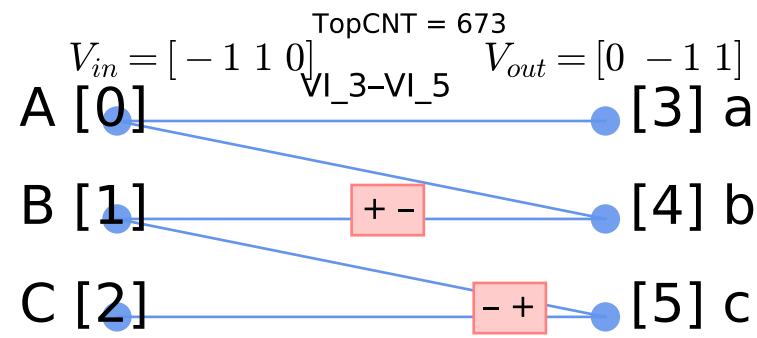 TopCNT = 673
V_in = [ − 1 1 0]
V_out = [0 − 1 1]
VI_3–VI_5
A [0]
[3] a
B [1]
+ –
[4] b
C [2]
– +
[5] c